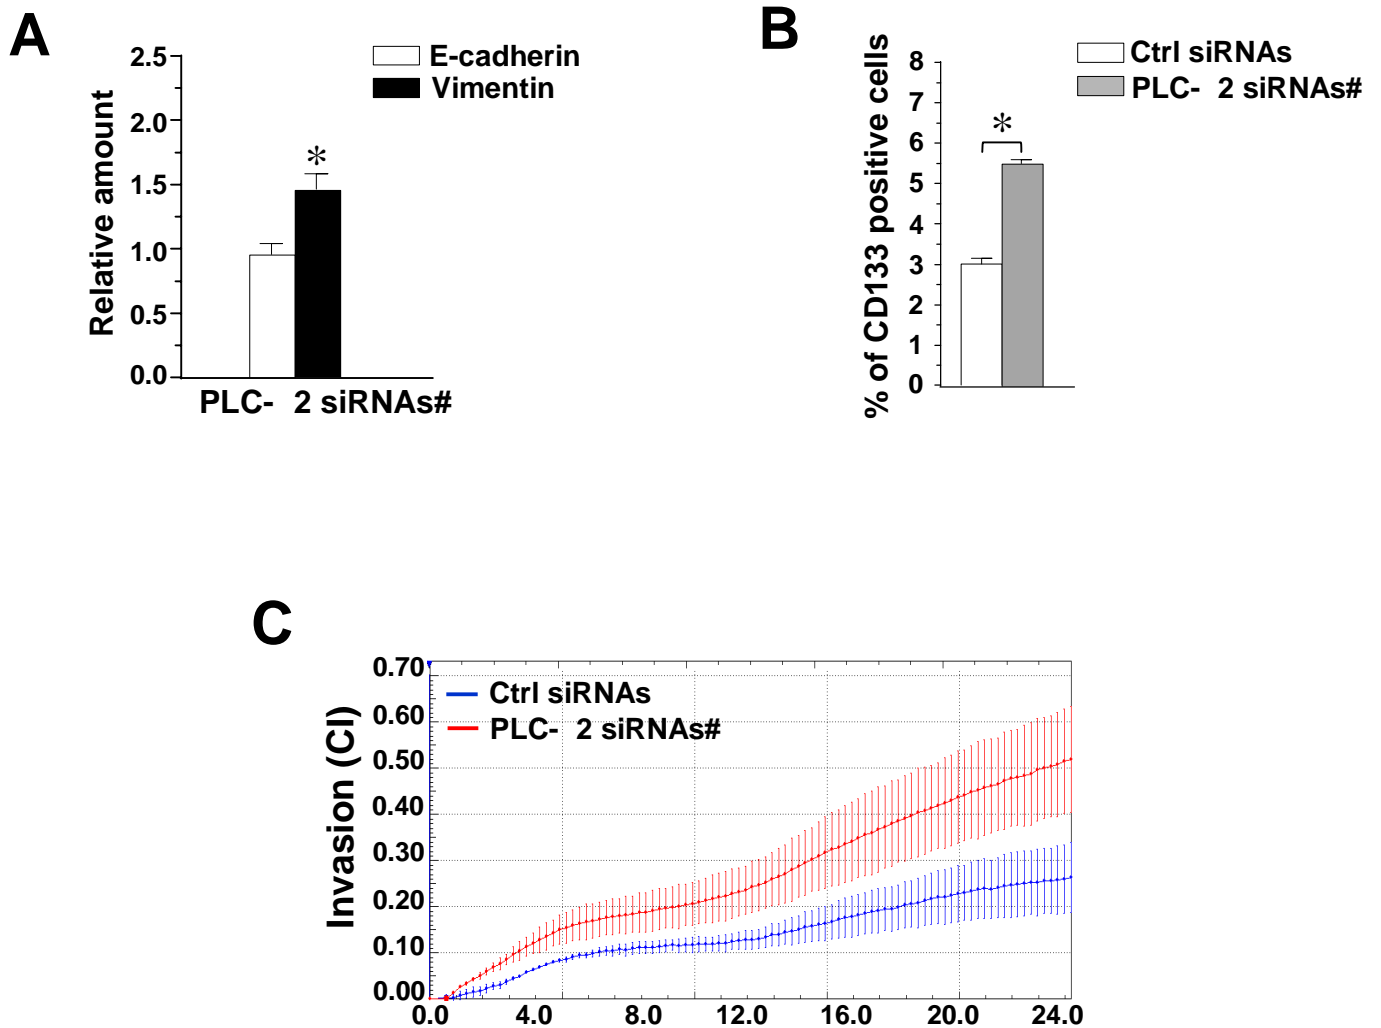 A
E-cadherin
Vimentin
Relative amount
2.5
2.0
1.5
1.0
0.5
0.0
*
PLC- 2 siRNAs#
B
Ctrl siRNAs
PLC- 2 siRNAs#
% of CD133 positive cells
8
7
6
5
4
3
2
1
0
*
C
Ctrl siRNAs
PLC- 2 siRNAs#
Invasion (CI)
0.70
0.60
0.50
0.40
0.30
0.20
0.10
0.00
0.0 4.0 8.0 12.0 16.0 20.0 24.0